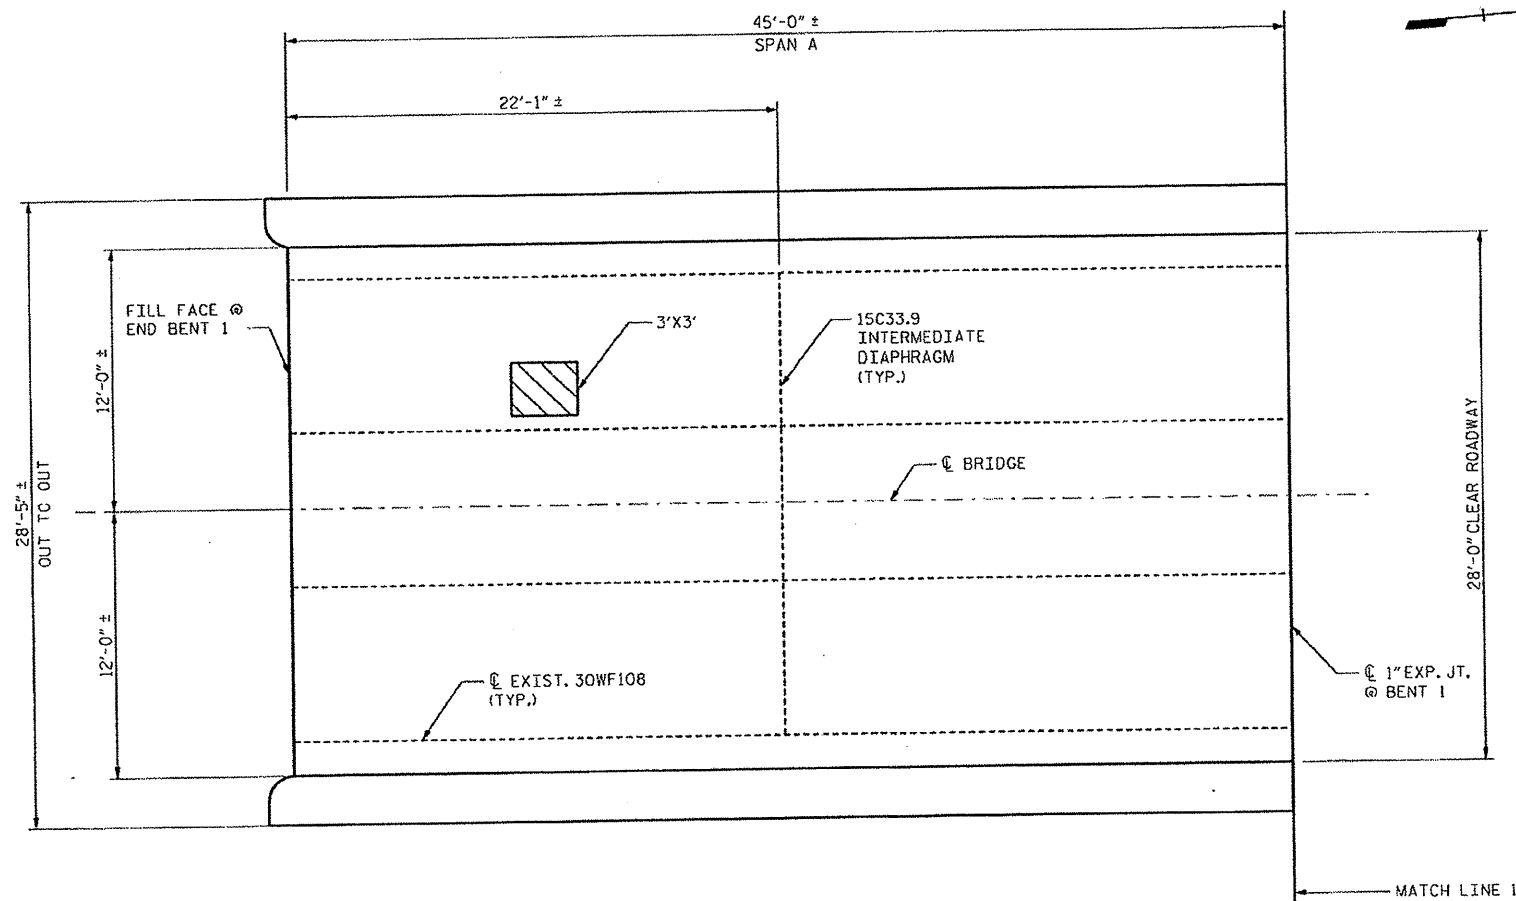 45'-0" ±
SPAN A
22'-1" ±
FILL FACE @
END BENT 1
3'X3'
15C33.9
INTERMEDIATE
DIAPHRAGM
(TYP.)
12'-0" ±
28'-5" ±
OUT TO OUT
℄ BRIDGE
28'-0" CLEAR ROADWAY
12'-0" ±
℄ EXIST. 30WF108
(TYP.)
℄ 1" EXP. JT.
@ BENT 1
MATCH LINE 1